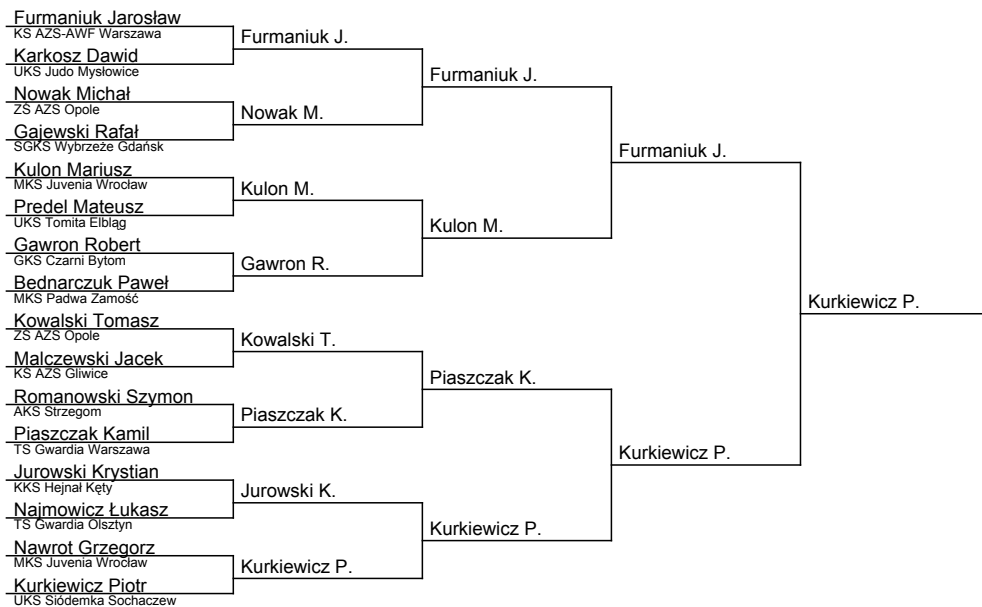 Furmaniuk Jarosław
KS AZS-AWF Warszawa
Karkosz Dawid
UKS Judo Mysłowice
Nowak Michał
ZŚ AZS Opole
Gajewski Rafał
SGKS Wybrzeże Gdańsk
Kulon Mariusz
MKS Juvenia Wrocław
Predel Mateusz
UKS Tomita Elbląg
Gawron Robert
GKS Czarni Bytom
Bednarczuk Paweł
MKS Padwa Zamość
Kowalski Tomasz
ZŚ AZS Opole
Malczewski Jacek
KS AZS Gliwice
Romanowski Szymon
AKS Strzegom
Piaszczak Kamil
TS Gwardia Warszawa
Jurowski Krystian
KKS Hejnał Kęty
Najmowicz Łukasz
TS Gwardia Olsztyn
Nawrot Grzegorz
MKS Juvenia Wrocław
Kurkiewicz Piotr
UKS Siódemka Sochaczew
Furmaniuk J.
Nowak M.
Kulon M.
Gawron R.
Kowalski T.
Piaszczak K.
Jurowski K.
Kurkiewicz P.
Furmaniuk J.
Kulon M.
Piaszczak K.
Kurkiewicz P.
Furmaniuk J.
Kurkiewicz P.
Kurkiewicz P.